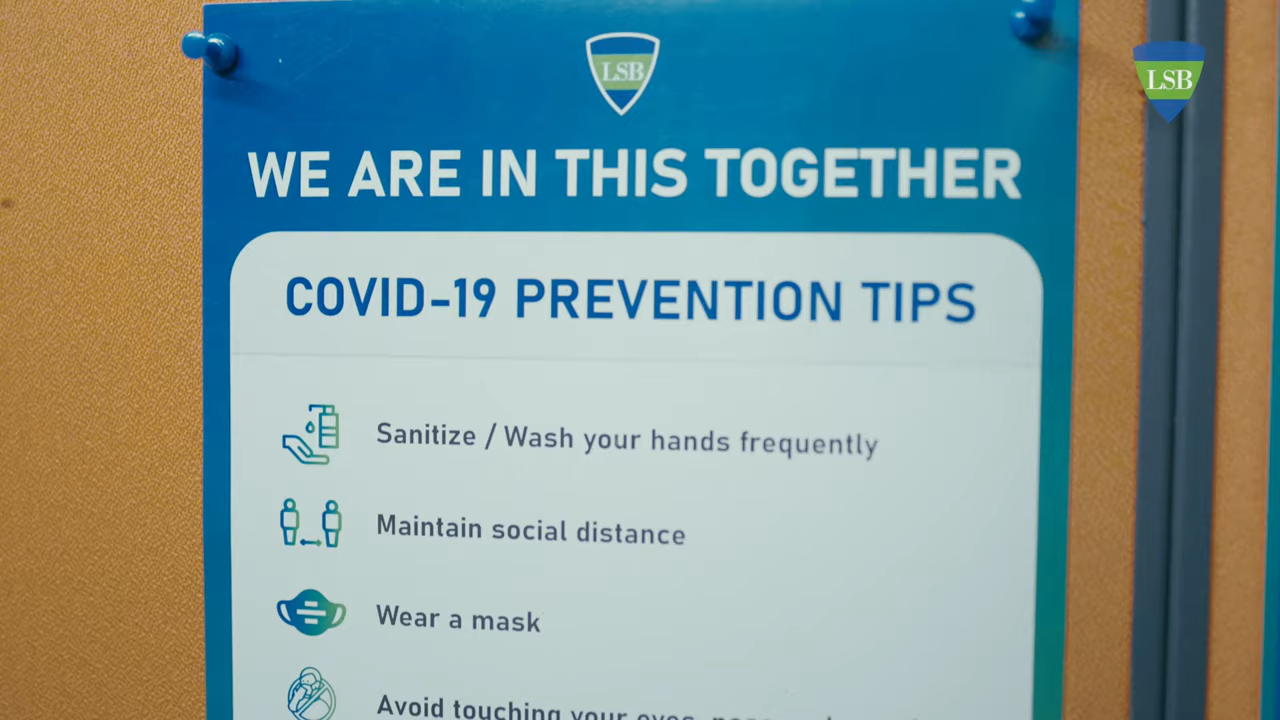 LSB
LSB
WE ARE IN THIS TOGETHER
COVID-19 PREVENTION TIPS
Sanitize / Wash your hands frequently
Maintain social distance
Wear a mask
Avoid touching your eyes,